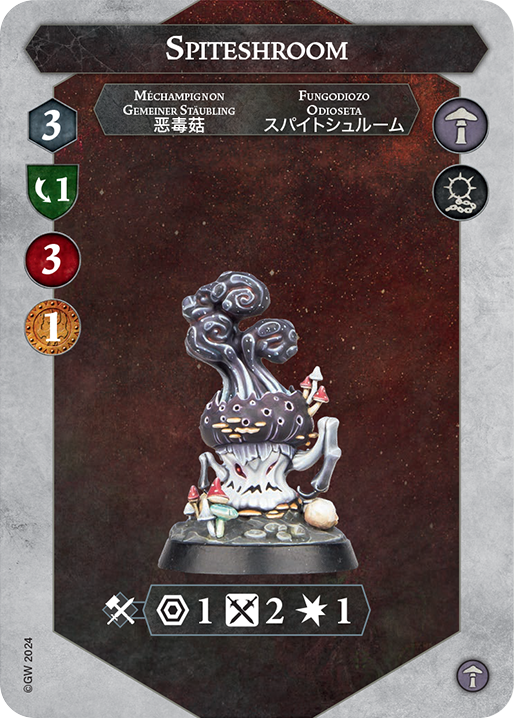 Spiteshroom
Méchampignon
Gemeiner Stäubling
恶毒菇
Fungodiozo
Odioseta
スパイトシュルーム
3
1
3
1
1 2 1
©GW 2024